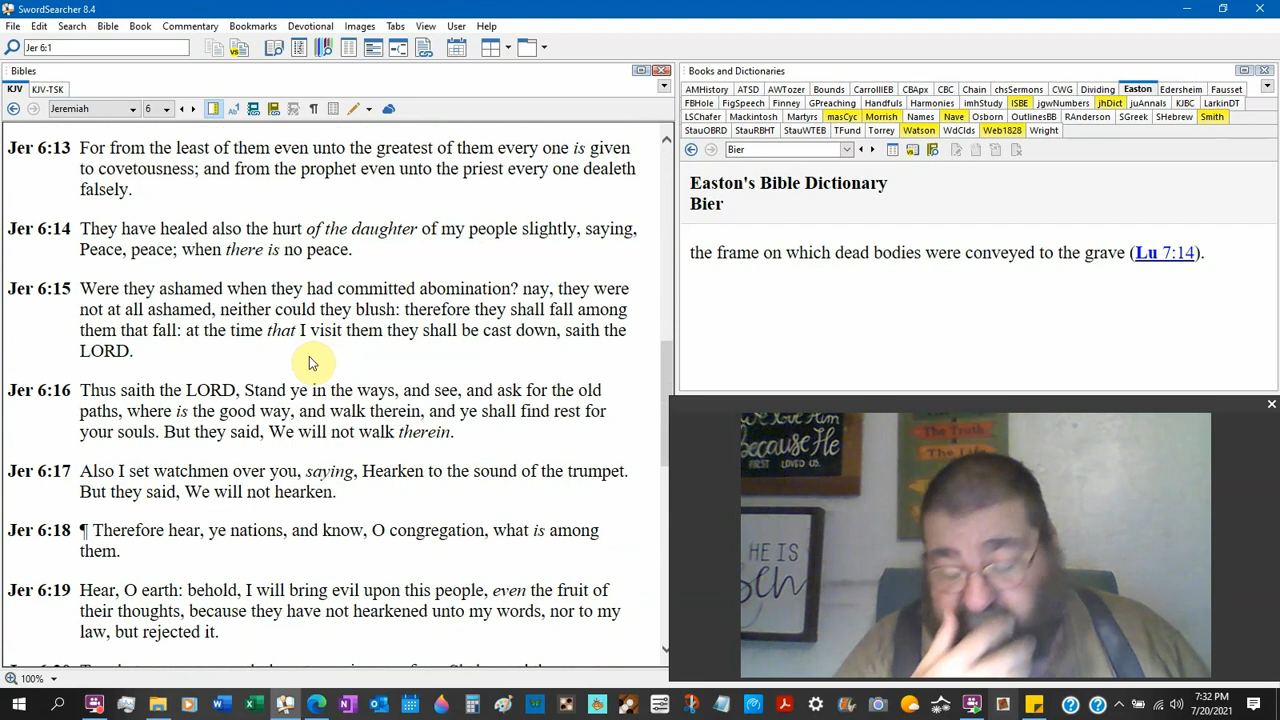 SwordSearcher 8.4
File Edit Search Bible Book Commentary Bookmarks Devotional Images Tabs View User Help
Jer 6:1
Bibles
KJV KJV-TSK
Jeremiah 6
Jer 6:13 For from the least of them even unto the greatest of them every one is given
to covetousness; and from the prophet even unto the priest every one dealeth
falsely.
Jer 6:14 They have healed also the hurt of the daughter of my people slightly, saying,
Peace, peace; when there is no peace.
Jer 6:15 Were they ashamed when they had committed abomination? nay, they were
not at all ashamed, neither could they blush: therefore they shall fall among
them that fall: at the time that I visit them they shall be cast down, saith the
LORD.
Jer 6:16 Thus saith the LORD, Stand ye in the ways, and see, and ask for the old
paths, where is the good way, and walk therein, and ye shall find rest for
your souls. But they said, We will not walk therein.
Jer 6:17 Also I set watchmen over you, saying, Hearken to the sound of the trumpet.
But they said, We will not hearken.
Jer 6:18 ¶ Therefore hear, ye nations, and know, O congregation, what is among
them.
Jer 6:19 Hear, O earth: behold, I will bring evil upon this people, even the fruit of
their thoughts, because they have not hearkened unto my words, nor to my
law, but rejected it.
100%
Books and Dictionaries
AMHistory ATSD AWTozer Bounds CarrollIEB CBApx CBC Chain chsSermons CWG Dividing Easton Edersheim Fausset
FBHole FigSpeech Finney GPreaching Handfuls Harmonies imhStudy ISBE jgwNumbers jhDict juAnnals KJBC LarkinDT
LSChafer Mackintosh Martyrs masCyc Morrish Names Nave Osborn OutlinesBB RAnderson SGreek SHebrew Smith
StauOBRD StauRBHT StauWTEB TFund Torrey Watson WdClds Web1828 Wright
Bier
Easton's Bible Dictionary
Bier
the frame on which dead bodies were conveyed to the grave (Lu 7:14).
we love Him
because He
FIRST LOVED US.
The Truth
The Life
HE IS
7:32 PM
7/20/2021